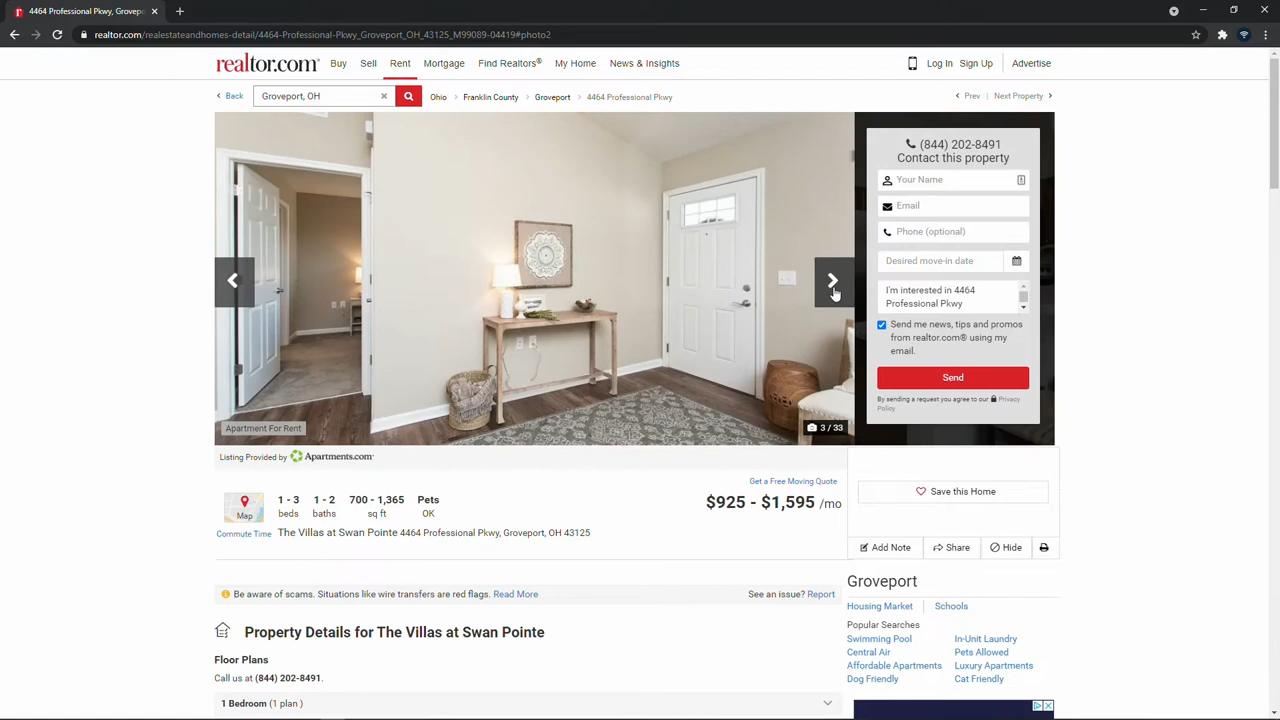 4464 Professional Pky, Grovepo
realtor.com/realestateandhomes-detail/4464-Professional-Pkwy_Groveport_OH_43125_M99089-04419#photo2
realtor.com®
Buy
Sell
Rent
Mortgage
Find Realtors®
My Home
News & Insights
Log In
Sign Up
Advertise
Back
Groveport, OH
Ohio
Franklin County
Groveport
4464 Professional Pkwy
Prev
Next Property
(844) 202-8491
Contact this property
Your Name
Email
Phone (optional)
Desired move-in date
I'm interested in 4464
Professional Pkwy
Send me news, tips and promos
from realtor.com® using my
email.
Send
By sending a request you agree to our Privacy
Policy
Apartment For Rent
3 / 33
Listing Provided by Apartments.com
Get a Free Moving Quote
Map
Commute Time
1 - 3
beds
1 - 2
baths
700 - 1,365
sq ft
Pets
OK
$925 - $1,595 /mo
The Villas at Swan Pointe 4464 Professional Pkwy, Groveport, OH 43125
Save this Home
Add Note
Share
Hide
Be aware of scams. Situations like wire transfers are red flags. Read More
See an issue? Report
Property Details for The Villas at Swan Pointe
Floor Plans
Call us at (844) 202-8491.
1 Bedroom (1 plan )
Groveport
Housing Market
Schools
Popular Searches
Swimming Pool
In-Unit Laundry
Central Air
Pets Allowed
Affordable Apartments
Luxury Apartments
Dog Friendly
Cat Friendly